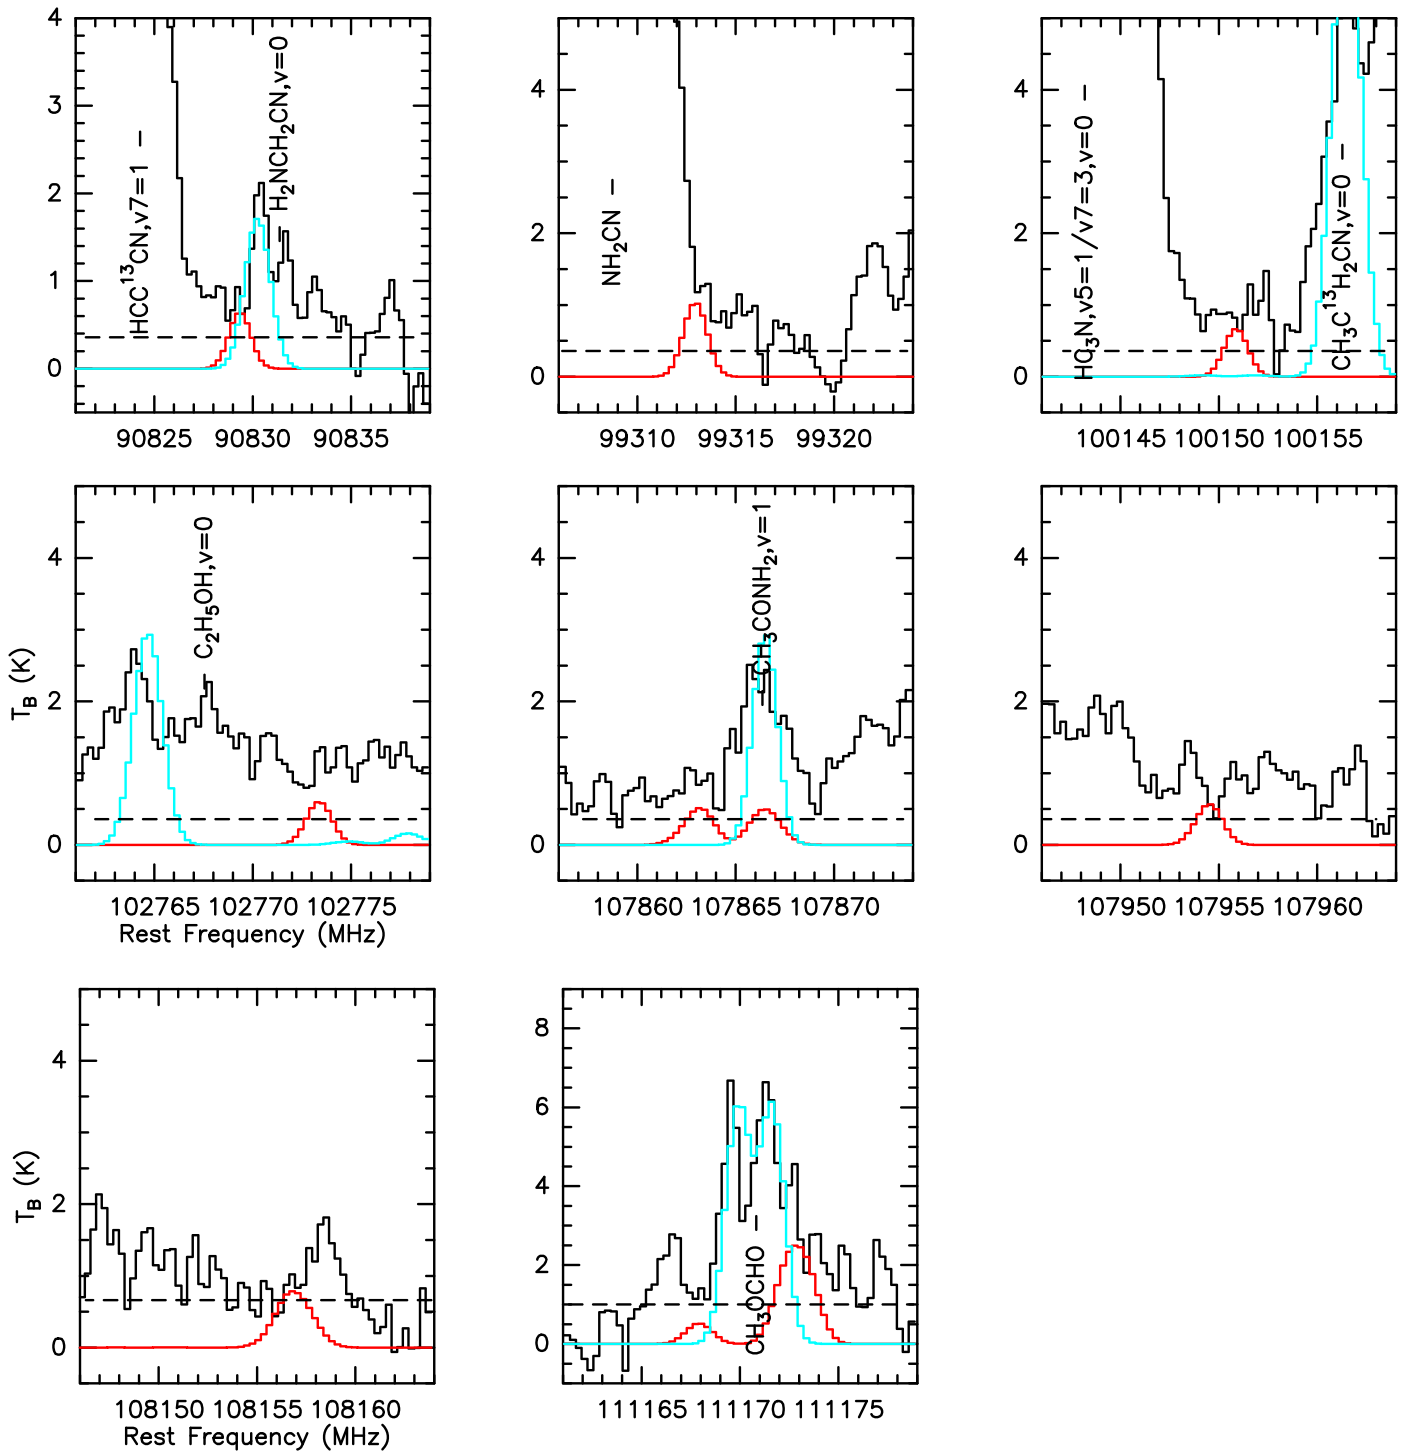 4
3
2
1
0
HCC¹³CN,v7=1 –
– H₂NCH₂CN,v=0
90825 90830 90835
4
2
0
NH₂CN –
99310 99315 99320
4
2
0
HC₃N,v5=1/v7=3,v=0 –
CH₃C¹³H₂CN,v=0 –
100145 100150 100155
T_B (K)
4
2
0
– C₂H₅OH,v=0
102765 102770 102775
Rest Frequency (MHz)
4
2
0
– CH₃CONH₂,v=1
107860 107865 107870
4
2
0
107950 107955 107960
T_B (K)
4
2
0
108150 108155 108160
Rest Frequency (MHz)
8
6
4
2
0
CH₃OCHO –
111165 111170 111175